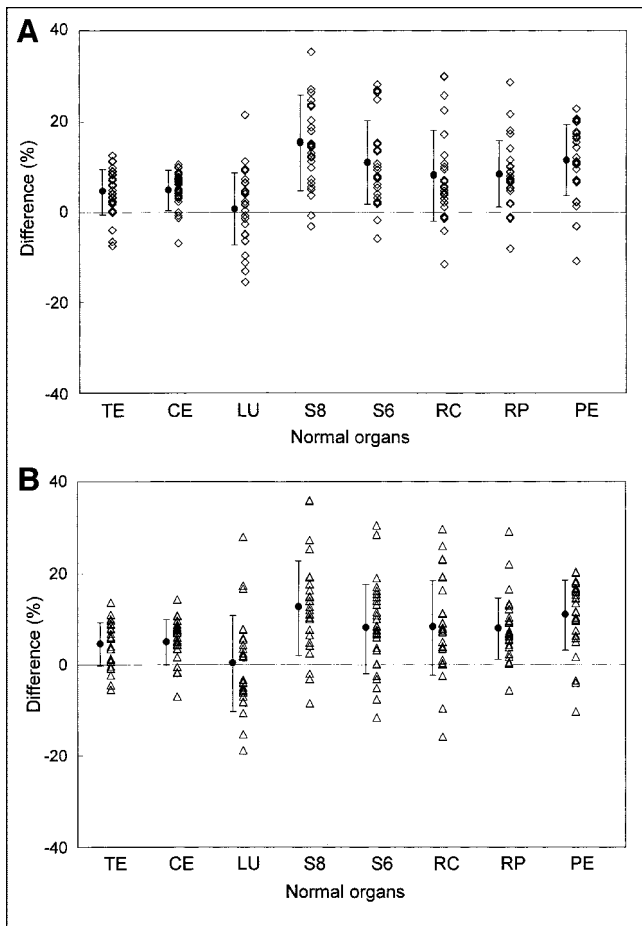 A
40
20
0
-20
-40
Difference (%)
TE CE LU S8 S6 RC RP PE
Normal organs
B
40
20
0
-20
-40
Difference (%)
TE CE LU S8 S6 RC RP PE
Normal organs